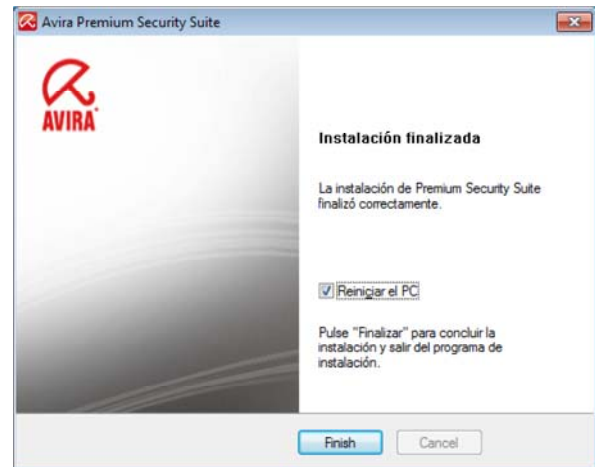 Avira Premium Security Suite
AVIRA
Instalación finalizada
La instalación de Premium Security Suite
finalizó correctamente.
Reiniciar el PC
Pulse "Finalizar" para concluir la
instalación y salir del programa de
instalación.
Finish
Cancel